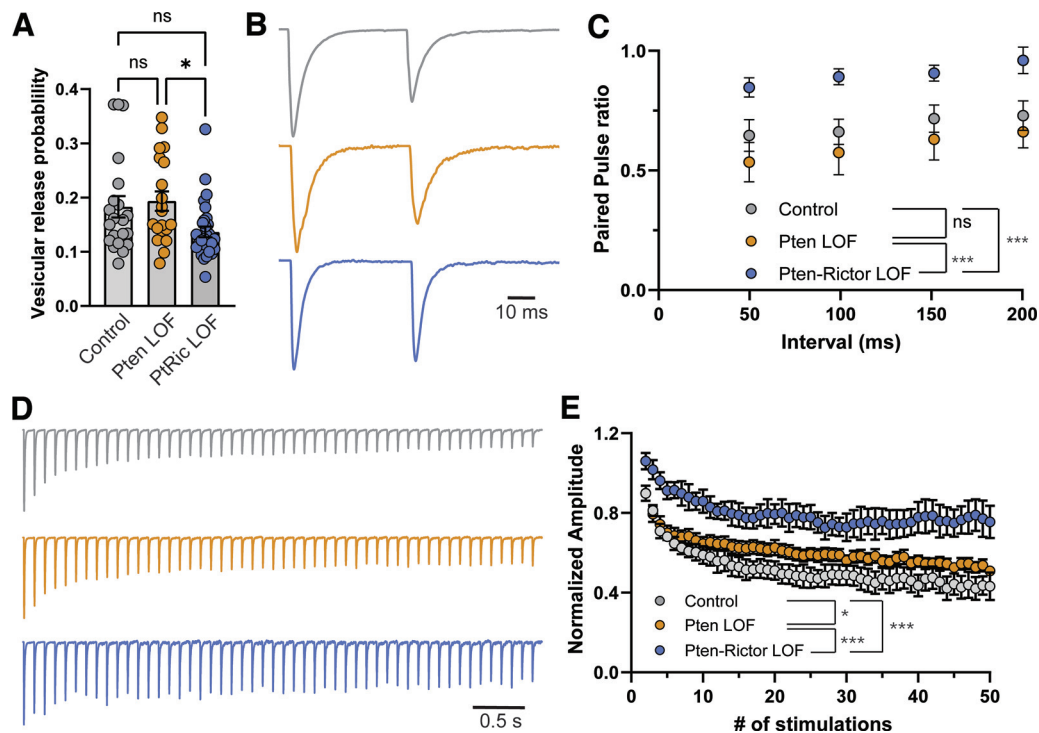 A
ns
ns
*
Vesicular release probablility
0.4
0.3
0.2
0.1
0.0
Control
Pten LOF
PtRic LOF
B
10 ms
C
Paired Pulse ratio
1.0
0.5
0.0
Control
Pten LOF
Pten-Rictor LOF
ns
***
***
50
100
150
200
Interval (ms)
D
0.5 s
E
Normalized Amplitude
1.2
0.8
0.4
0.0
Control
Pten LOF
Pten-Rictor LOF
*
***
***
0
10
20
30
40
50
# of stimulations